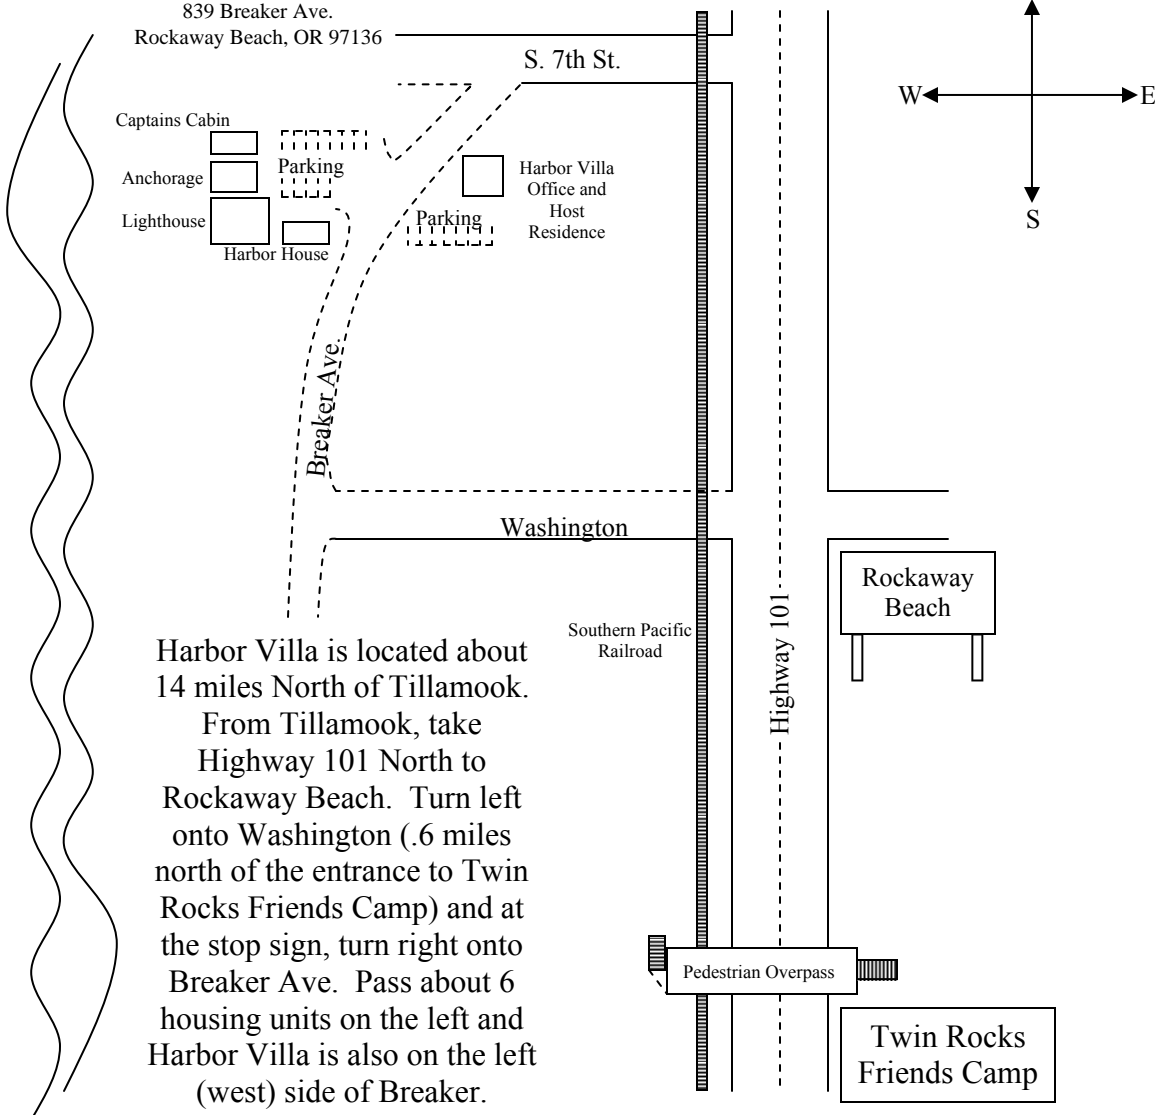 839 Breaker Ave.
Rockaway Beach, OR 97136
S. 7th St.
W
E
S
Captains Cabin
Parking
Anchorage
Lighthouse
Harbor House
Harbor Villa
Office and
Host
Residence
Parking
Breaker Ave.
Washington
Rockaway
Beach
Southern Pacific
Railroad
Highway 101
Harbor Villa is located about
14 miles North of Tillamook.
From Tillamook, take
Highway 101 North to
Rockaway Beach.  Turn left
onto Washington (.6 miles
north of the entrance to Twin
Rocks Friends Camp) and at
the stop sign, turn right onto
Breaker Ave.  Pass about 6
housing units on the left and
Harbor Villa is also on the left
(west) side of Breaker.
Pedestrian Overpass
Twin Rocks
Friends Camp